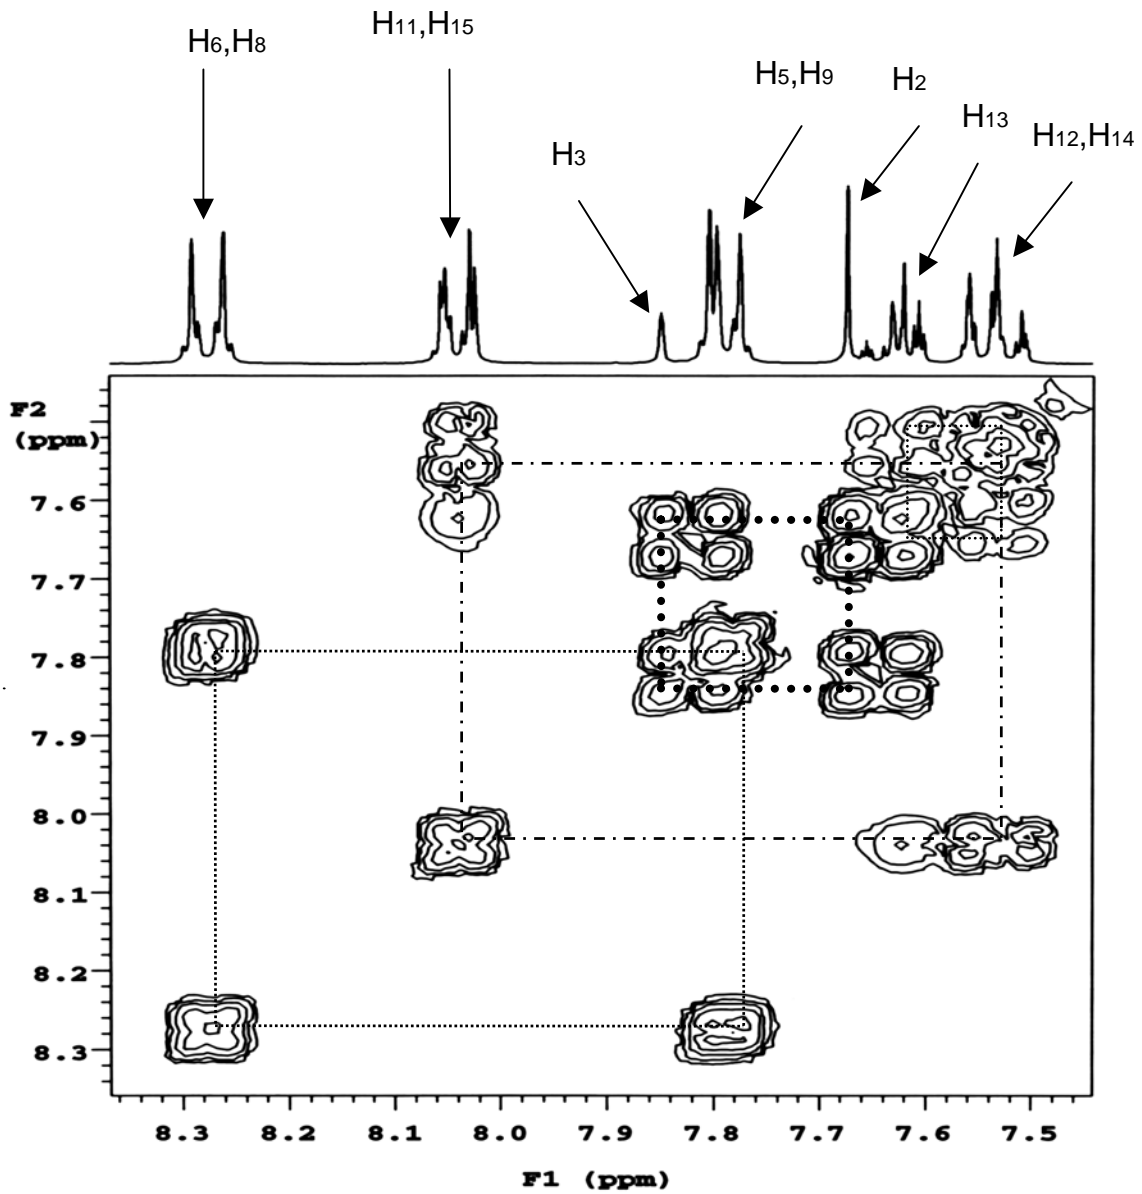 H11,H15
H6,H8
H5,H9
H2
H13
H12,H14
H3
F2
(ppm)
7.6
7.7
7.8
7.9
8.0
8.1
8.2
8.3
8.3 8.2 8.1 8.0 7.9 7.8 7.7 7.6 7.5
F1 (ppm)